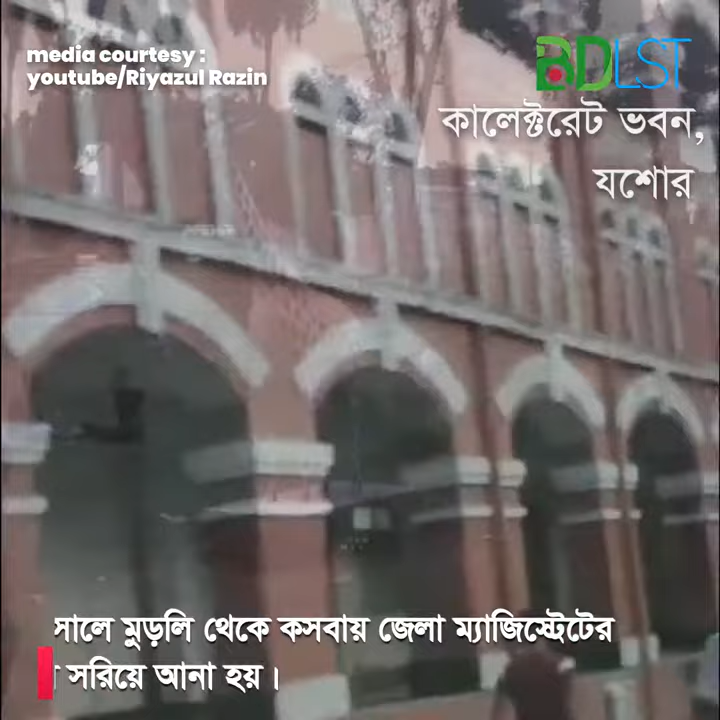 media courtesy :
youtube/Riyazul Razin
BDLST
কালেক্টরেট ভবন,
যশোর
সালে মুড়লি থেকে কসবায় জেলা ম্যাজিস্ট্রেটের
সরিয়ে আনা হয়।